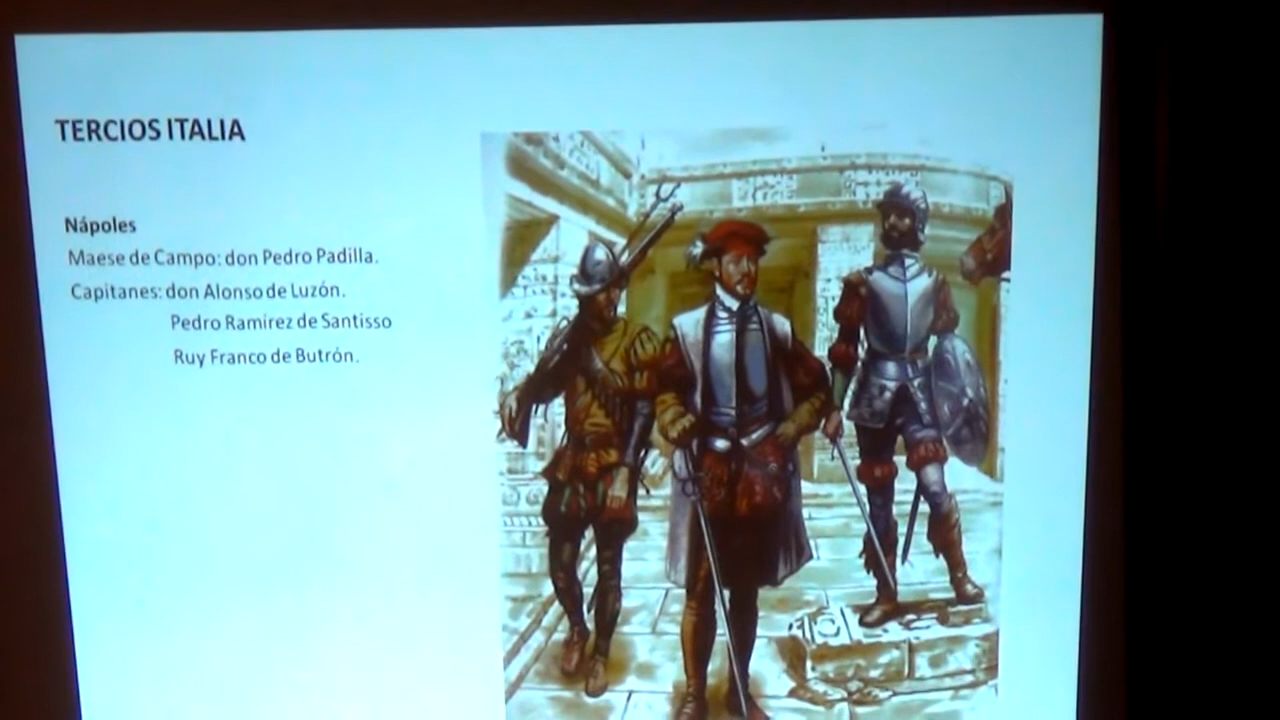 TERCIOS ITALIA
Nápoles
Maese de Campo: don Pedro Padilla.
Capitanes: don Alonso de Luzón.
Pedro Ramirez de Santisso
Ruy Franco de Butrón.